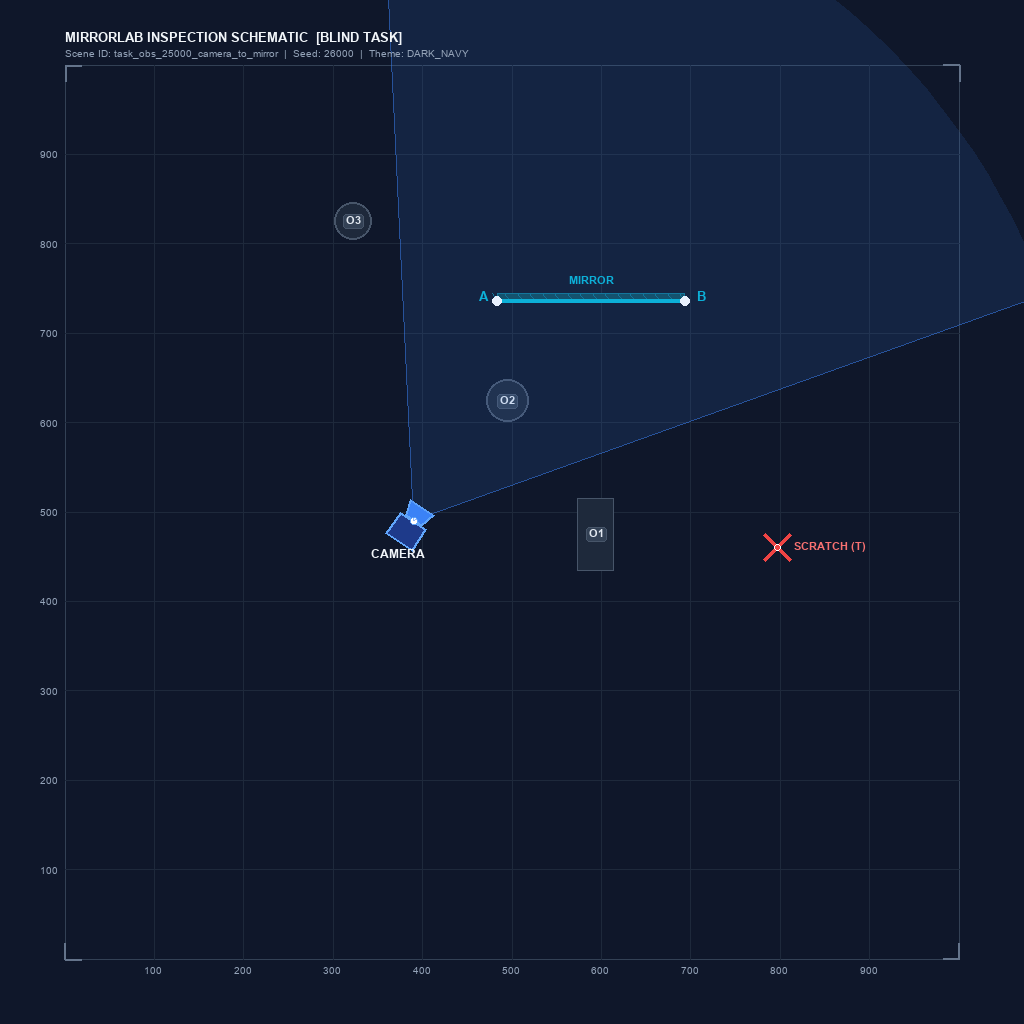 MIRRORLAB INSPECTION SCHEMATIC  [BLIND TASK]
Scene ID: task_obs_25000_camera_to_mirror  |  Seed: 26000  |  Theme: DARK_NAVY
900
O3
800
MIRROR
A
B
700
O2
600
500
O1
SCRATCH (T)
CAMERA
400
300
200
100
100 200 300 400 500 600 700 800 900